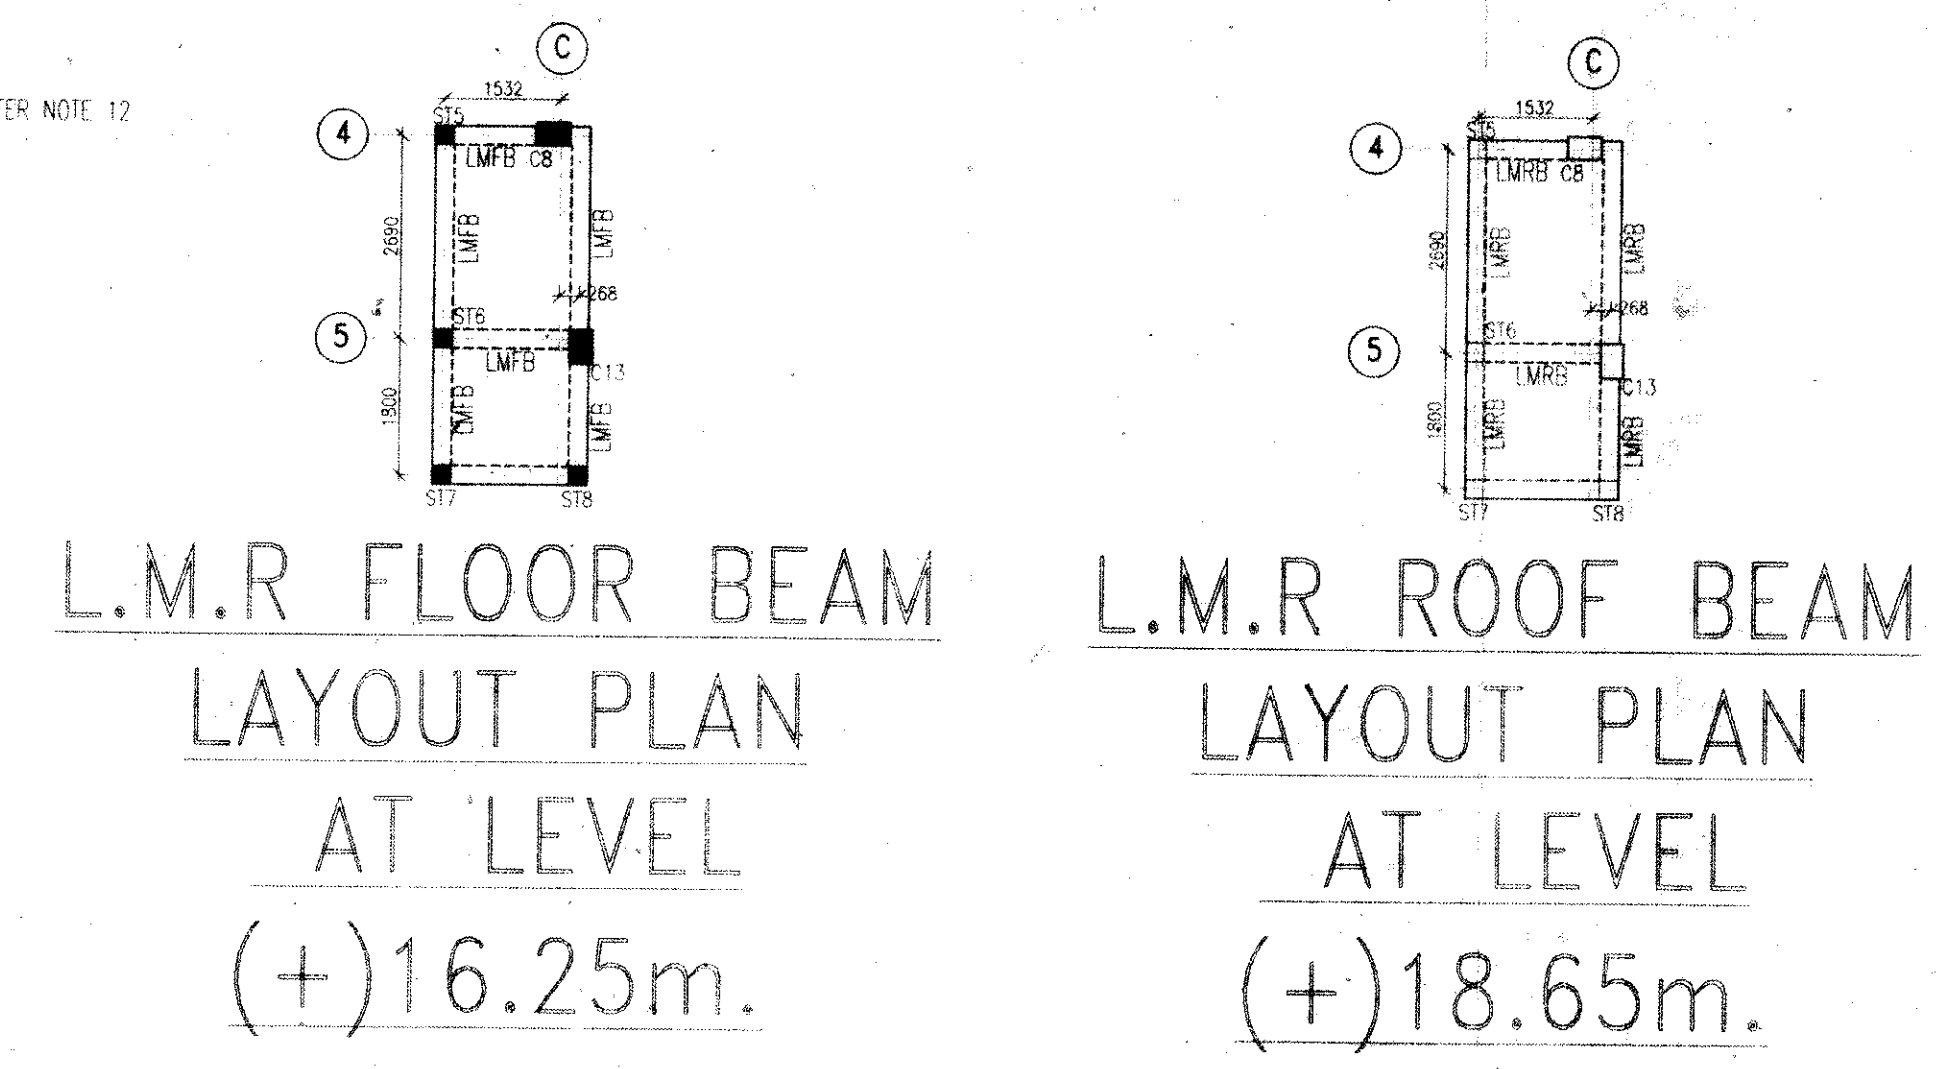 TER NOTE 12
C
1532
ST5
4
LMFB C8
2690
LMFB
LMFB
268
ST6
5
LMFB
C13
1800
LMFB
LMFB
ST7
ST8
L.M.R FLOOR BEAM
LAYOUT PLAN
AT LEVEL
(+)16.25m.
C
1532
ST5
4
LMRB C8
2690
LMRB
LMRB
268
ST6
5
LMRB
C13
1800
LMRB
LMRB
ST7
ST8
L.M.R ROOF BEAM
LAYOUT PLAN
AT LEVEL
(+)18.65m.